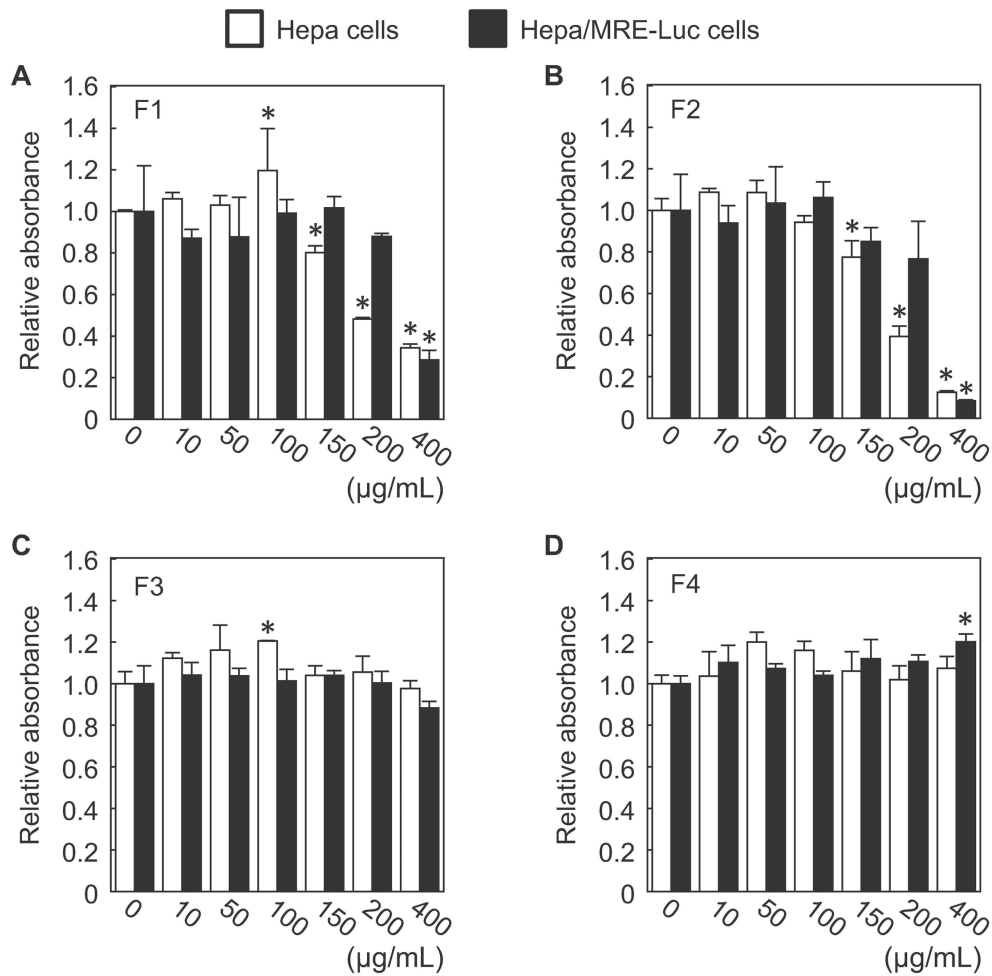 Hepa cells Hepa/MRE-Luc cells
A
F1
Relative absorbance
1.6
1.4
1.2
1.0
0.8
0.6
0.4
0.2
0
* * * * *
0 10 50 100 150 200 400
(µg/mL)
B
F2
Relative absorbance
1.6
1.4
1.2
1.0
0.8
0.6
0.4
0.2
0
* * * *
0 10 50 100 150 200 400
(µg/mL)
C
F3
Relative absorbance
1.6
1.4
1.2
1.0
0.8
0.6
0.4
0.2
0
*
0 10 50 100 150 200 400
(µg/mL)
D
F4
Relative absorbance
1.6
1.4
1.2
1.0
0.8
0.6
0.4
0.2
0
*
0 10 50 100 150 200 400
(µg/mL)